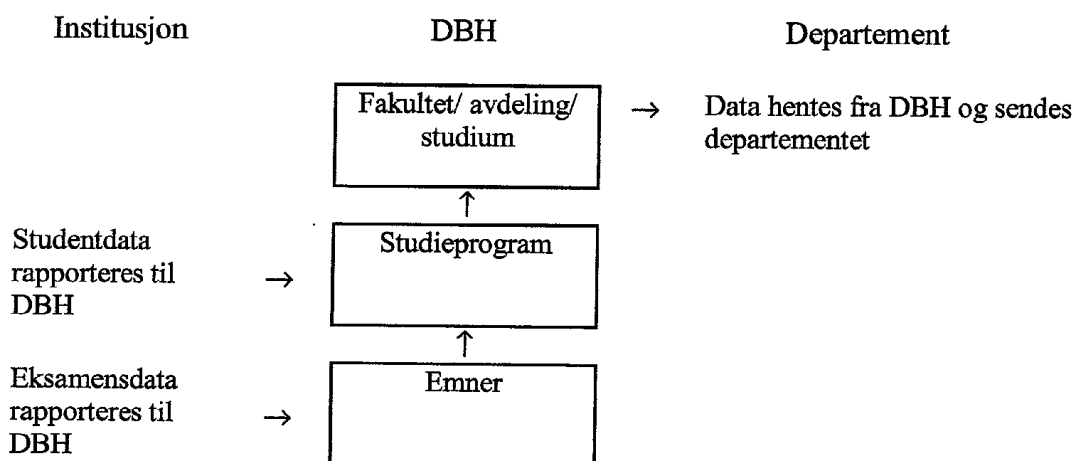 Institusjon
DBH
Departement
Fakultet/ avdeling/
studium
→
Data hentes fra DBH og sendes
departementet
↑
Studentdata
rapporteres til
DBH
→
Studieprogram
↑
Eksamensdata
rapporteres til
DBH
→
Emner